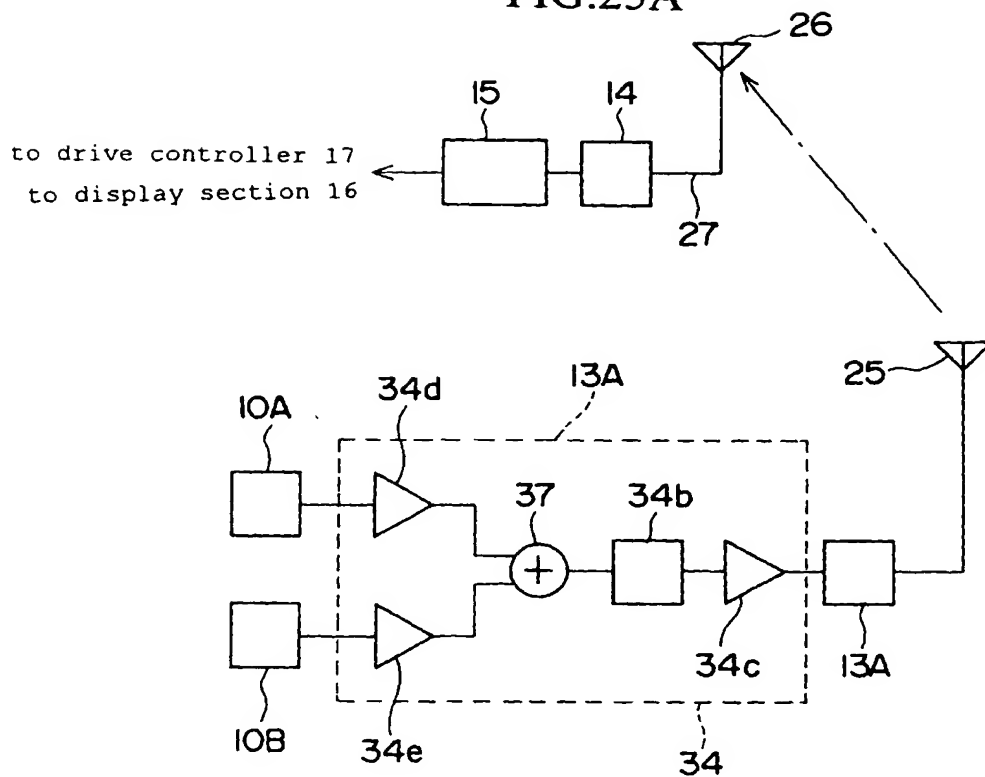 FIG.25A
26
15
14
to drive controller 17
to display section 16
27
25
13A
34d
10A
37
34b
34c
13A
10B
34e
34